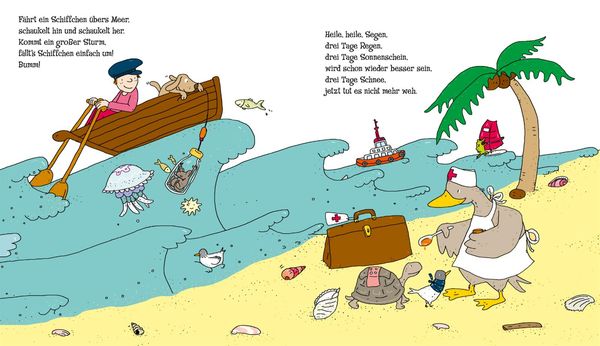 Fährt ein Schiffchen übers Meer,
schaukelt hin und schaukelt her.
Kommt ein großer Sturm,
fällt's Schiffchen einfach um!
Bumm!
Heile, heile, Segen,
drei Tage Regen,
drei Tage Sonnenschein,
wird schon wieder besser sein,
drei Tage Schnee,
jetzt tut es nicht mehr weh.